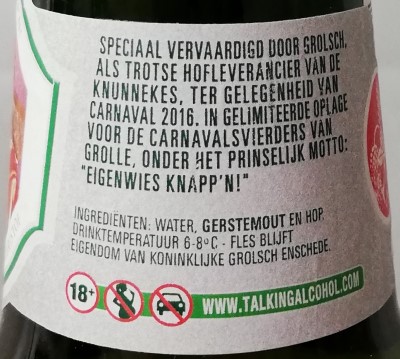 SPECIAAL VERVAARDIGD DOOR GROLSCH,
ALS TROTSE HOFLEVERANCIER VAN DE
KNUNNEKES, TER GELEGENHEID VAN
CARNAVAL 2016. IN GELIMITEERDE OPLAGE
VOOR DE CARNAVALSVIERDERS VAN
GROLLE, ONDER HET PRINSELIJK MOTTO:
"EIGENWIES KNAPP'N!"
INGREDIËNTEN: WATER, GERSTEMOUT EN HOP.
DRINKTEMPERATUUR 6-8ºC - FLES BLIJFT
EIGENDOM VAN KONINKLIJKE GROLSCH ENSCHEDE.
18+ WWW.TALKINGALCOHOL.COM